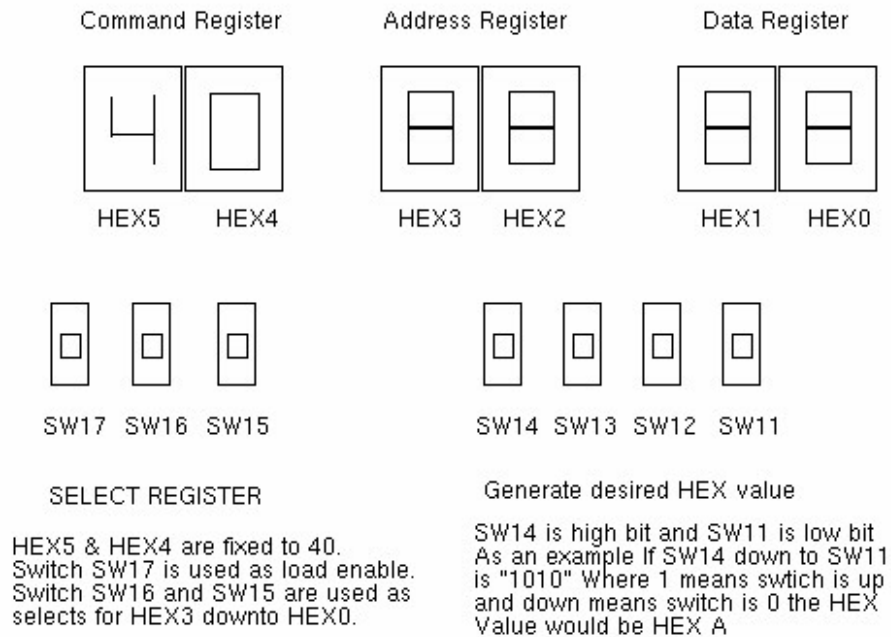 Command Register Address Register Data Register
40 88 88
HEX5 HEX4 HEX3 HEX2 HEX1 HEX0
SW17 SW16 SW15 SW14 SW13 SW12 SW11
SELECT REGISTER
HEX5 & HEX4 are fixed to 40.
Switch SW17 is used as load enable.
Switch SW16 and SW15 are used as
selects for HEX3 downto HEX0.
Generate desired HEX value
SW14 is high bit and SW11 is low bit
As an example If SW14 down to SW11
is "1010" Where 1 means swtich is up
and down means switch is 0 the HEX
Value would be HEX A